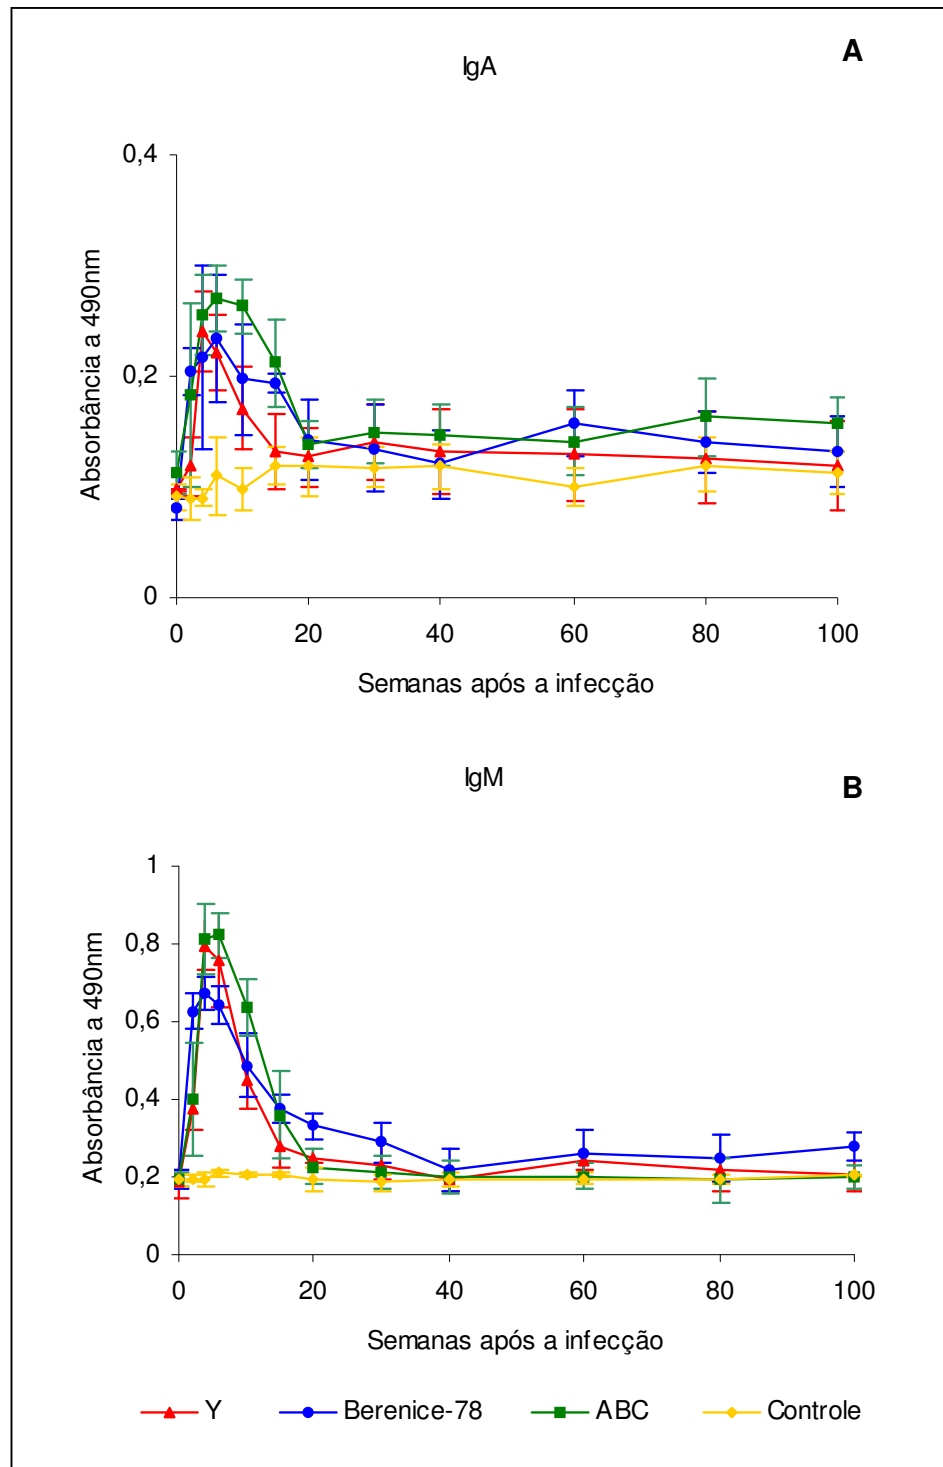 A
IgA
0,4
0,2
0
Absorbância a 490nm
0 20 40 60 80 100
Semanas após a infecção
IgM
B
1
0,8
0,6
0,4
0,2
0
Absorbância a 490nm
0 20 40 60 80 100
Semanas após a infecção
Y Berenice-78 ABC Controle